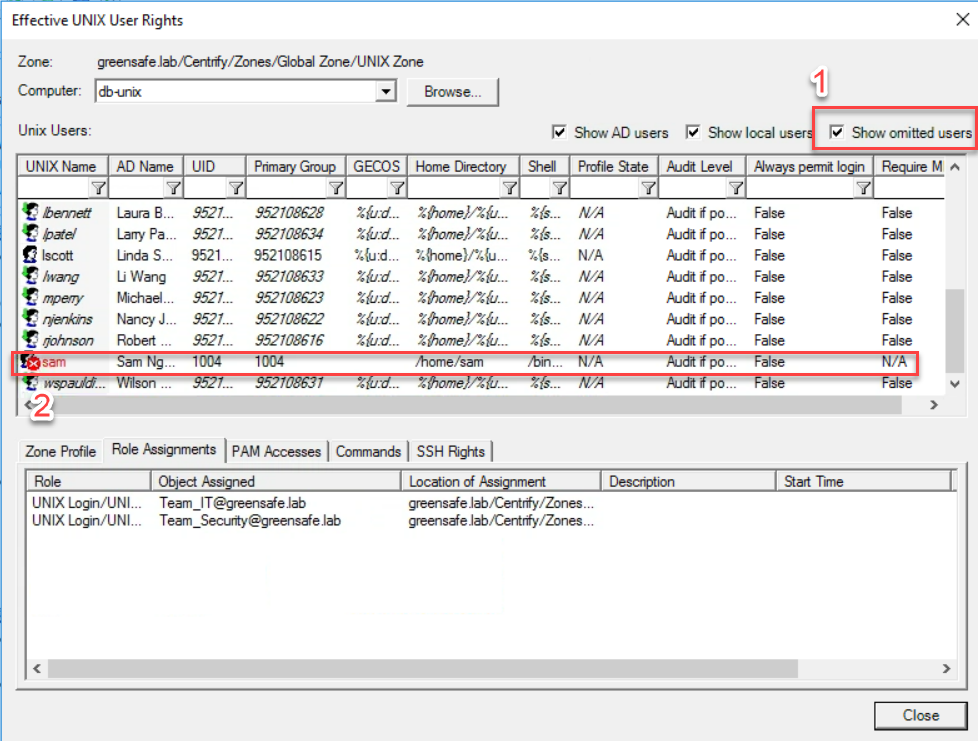 Effective UNIX User Rights
Zone: greensafe.lab/Centrify/Zones/Global Zone/UNIX Zone
Computer: db-unix Browse...
1
Unix Users: Show AD users Show local users Show omitted users
UNIX Name AD Name UID Primary Group GECOS Home Directory Shell Profile State Audit Level Always permit login Require M
lbennett Laura B... 9521... 952108628 %{u:d... %{home}/%{u... %{s... N/A Audit if po... False False
lpatel Larry Pa... 9521... 952108634 %{u:d... %{home}/%{u... %{s... N/A Audit if po... False False
lscott Linda S... 9521... 952108615 %{u:d... %{home}/%{u... %{s... N/A Audit if po... False False
lwang Li Wang 9521... 952108633 %{u:d... %{home}/%{u... %{s... N/A Audit if po... False False
mperry Michael... 9521... 952108623 %{u:d... %{home}/%{u... %{s... N/A Audit if po... False False
njenkins Nancy J... 9521... 952108622 %{u:d... %{home}/%{u... %{s... N/A Audit if po... False False
rjohnson Robert ... 9521... 952108616 %{u:d... %{home}/%{u... %{s... N/A Audit if po... False False
sam Sam Ng... 1004 1004 /home/sam /bin... N/A Audit if po... False N/A
wspauldi... Wilson ... 9521... 952108631 %{u:d... %{home}/%{u... %{s... N/A Audit if po... False False
2
Zone Profile Role Assignments PAM Accesses Commands SSH Rights
Role Object Assigned Location of Assignment Description Start Time
UNIX Login/UNI... Team_IT@greensafe.lab greensafe.lab/Centrify/Zones...
UNIX Login/UNI... Team_Security@greensafe.lab greensafe.lab/Centrify/Zones...
Close